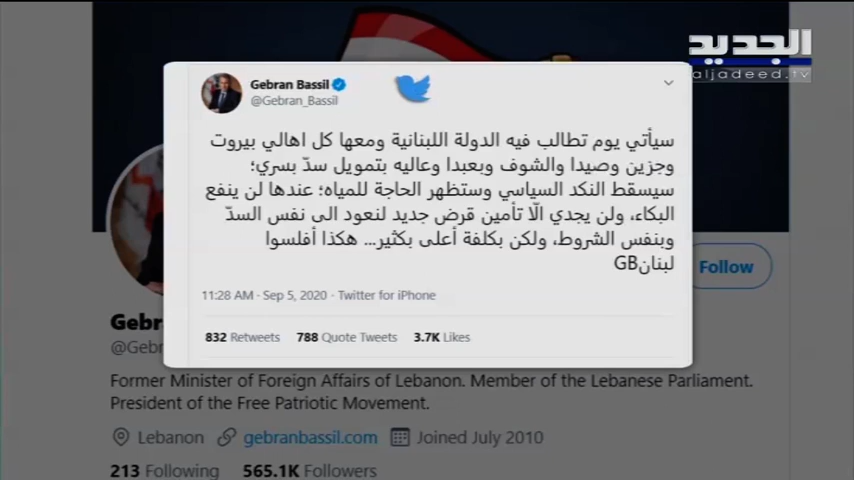 الجديد
aljadeed.tv
Gebran Bassil
@Gebran_Bassil
سيأتي يوم تطالب فيه الدولة اللبنانية ومعها كل اهالي بيروت
وجزين وصيدا والشوف وبعبدا وعاليه بتمويل سدّ بسري؛
سيسقط النكد السياسي وستظهر الحاجة للمياه؛ عندها لن ينفع
البكاء، ولن يجدي الّا تأمين قرض جديد لنعود الى نفس السدّ
وبنفس الشروط، ولكن بكلفة أعلى بكثير... هكذا أفلسوا
لبنانGB
11:28 AM · Sep 5, 2020 · Twitter for iPhone
832 Retweets 788 Quote Tweets 3.7K Likes
Follow
Gebr
@Gebr
Former Minister of Foreign Affairs of Lebanon. Member of the Lebanese Parliament.
President of the Free Patriotic Movement.
Lebanon gebranbassil.com Joined July 2010
213 Following 565.1K Followers